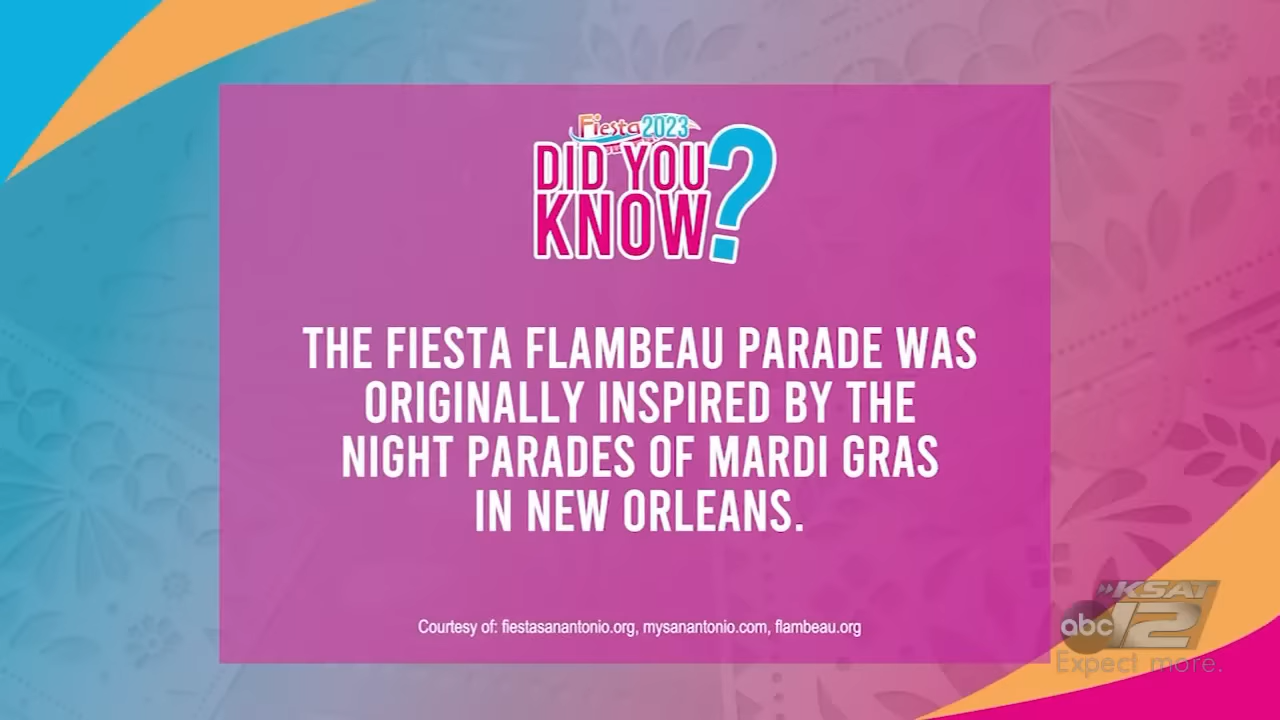 Fiesta 2023
DID YOU
KNOW?
THE FIESTA FLAMBEAU PARADE WAS
ORIGINALLY INSPIRED BY THE
NIGHT PARADES OF MARDI GRAS
IN NEW ORLEANS.
Courtesy of: fiestasanantonio.org, mysanantonio.com, flambeau.org
KSAT
abc 12
Expect more.